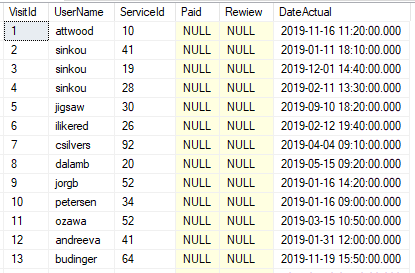 VisitId UserName ServiceId Paid Rewiew DateActual
1 attwood 10 NULL NULL 2019-11-16 11:20:00.000
2 sinkou 41 NULL NULL 2019-01-11 18:10:00.000
3 sinkou 19 NULL NULL 2019-12-01 14:40:00.000
4 sinkou 28 NULL NULL 2019-02-11 13:30:00.000
5 jigsaw 30 NULL NULL 2019-09-10 18:20:00.000
6 ilikered 26 NULL NULL 2019-02-12 19:40:00.000
7 csilvers 92 NULL NULL 2019-04-04 09:10:00.000
8 dalamb 20 NULL NULL 2019-05-15 09:20:00.000
9 jorgb 52 NULL NULL 2019-01-16 14:20:00.000
10 petersen 34 NULL NULL 2019-01-16 09:00:00.000
11 ozawa 52 NULL NULL 2019-03-15 10:50:00.000
12 andreeva 41 NULL NULL 2019-01-31 12:00:00.000
13 budinger 64 NULL NULL 2019-11-19 15:50:00.000